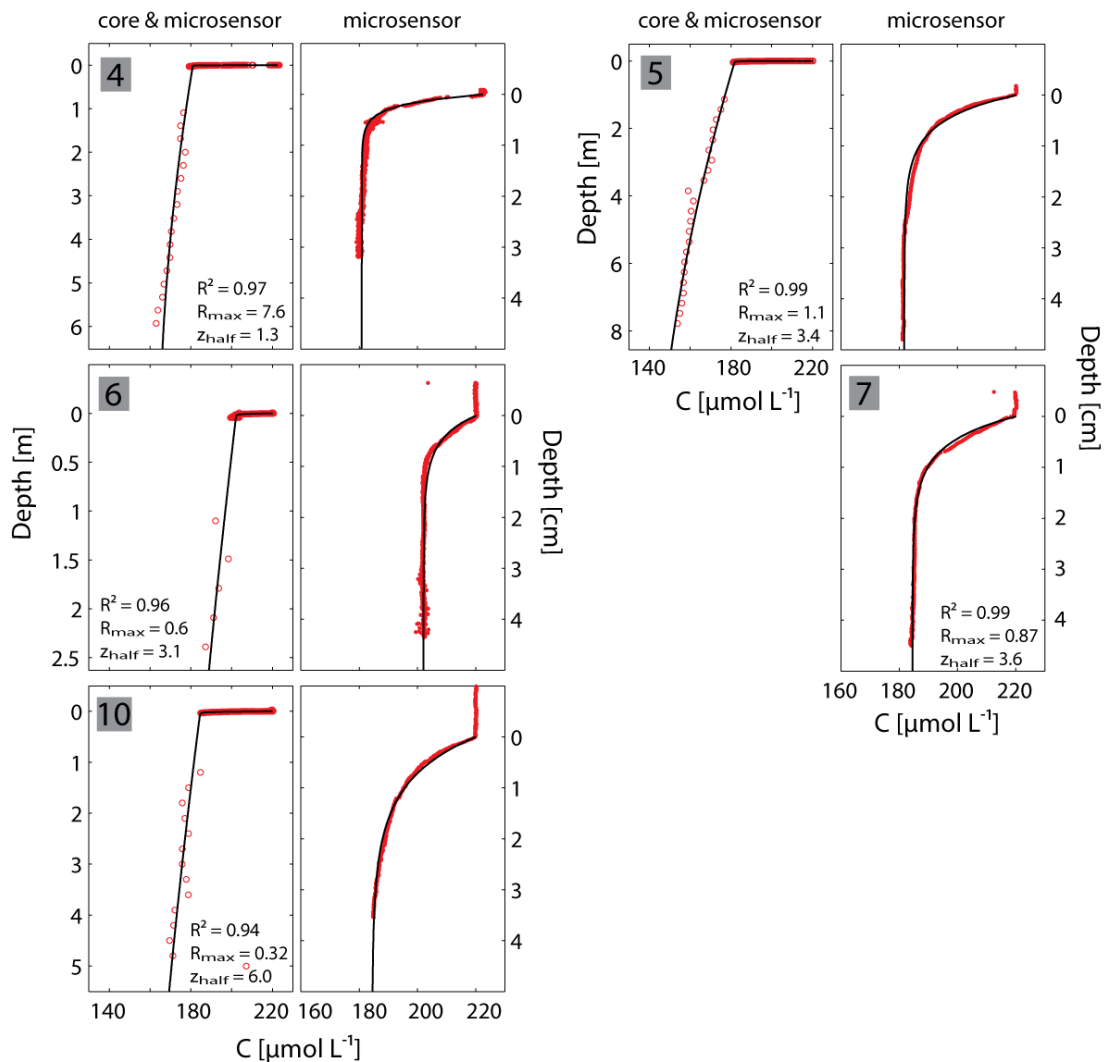 core & microsensor
microsensor
core & microsensor
microsensor
4
0
1
2
3
4
5
6
R² = 0.97
Rmax = 7.6
zhalf = 1.3
0
1
2
3
4
5
0
2
4
6
8
Depth [m]
R² = 0.99
Rmax = 1.1
zhalf = 3.4
140
160
180
200
220
C [µmol L⁻¹]
0
1
2
3
4
Depth [cm]
6
Depth [m]
0
0.5
1
1.5
2
2.5
R² = 0.96
Rmax = 0.6
zhalf = 3.1
0
1
2
3
4
Depth [cm]
7
0
1
2
3
4
R² = 0.99
Rmax = 0.87
zhalf = 3.6
160
180
200
220
C [µmol L⁻¹]
10
0
1
2
3
4
5
R² = 0.94
Rmax = 0.32
zhalf = 6.0
0
1
2
3
4
140
180
220
160
180
200
220
C [µmol L⁻¹]